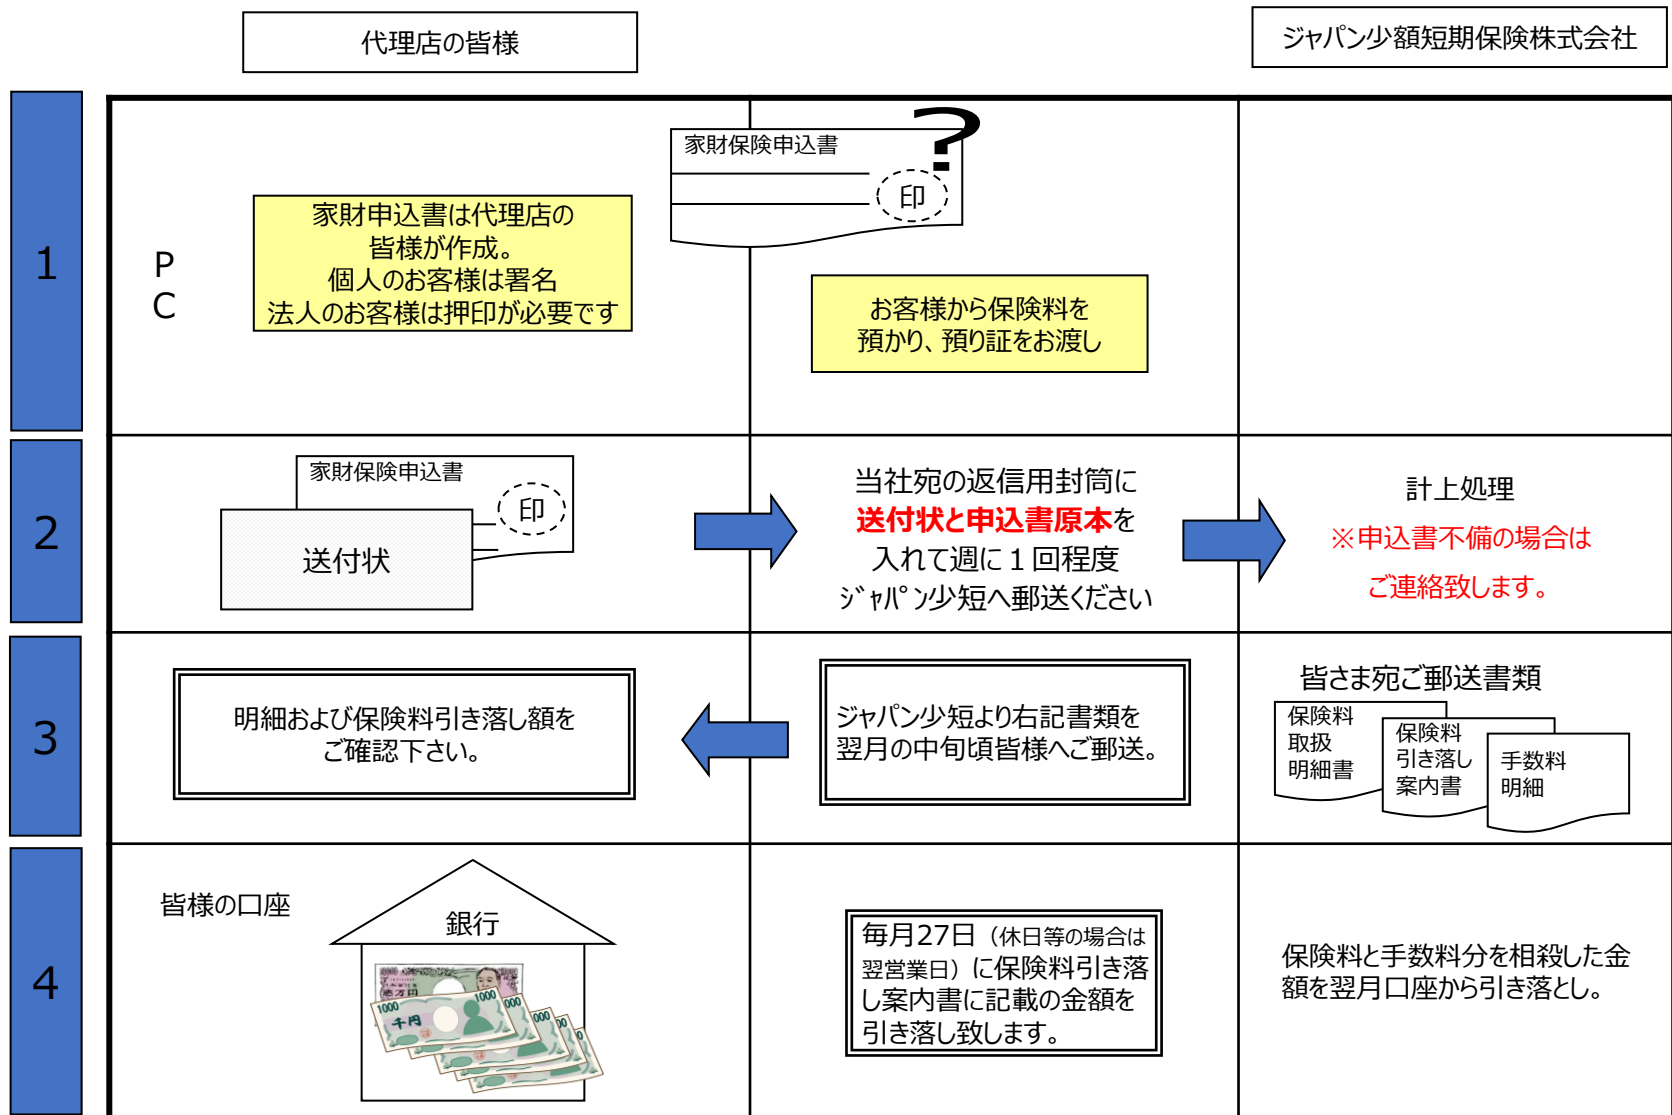 代理店の皆様
ジャパン少額短期保険株式会社
1
P
C
家財申込書は代理店の
皆様が作成。
個人のお客様は署名
法人のお客様は押印が必要です
家財保険申込書
?
印
お客様から保険料を
預かり、預り証をお渡し
2
家財保険申込書
印
送付状
当社宛の返信用封筒に
送付状と申込書原本を
入れて週に１回程度
ジャパン少短へ郵送ください
計上処理
※申込書不備の場合は
ご連絡致します。
3
明細および保険料引き落し額を
ご確認下さい。
ジャパン少短より右記書類を
翌月の中旬頃皆様へご郵送。
皆さま宛ご郵送書類
保険料
取扱
明細書
保険料
引き落し
案内書
手数料
明細
4
皆様の口座
銀行
壱万円
1000
1000
千円
000
000
00
0
毎月27日（休日等の場合は
翌営業日）に保険料引き落
し案内書に記載の金額を
引き落し致します。
保険料と手数料分を相殺した金
額を翌月口座から引き落とし。